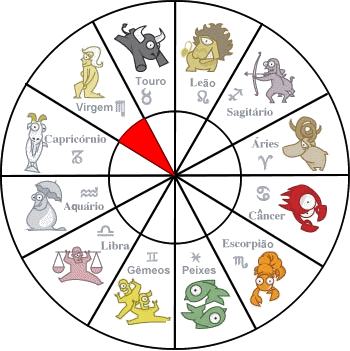 Touro ♉
Leão ♌
Sagitário ♐
Áries ♈
Câncer ♋
Escorpião ♏
Peixes ♓
Gêmeos ♊
Libra ♎
Aquário ♒
Capricórnio ♑
Virgem ♍